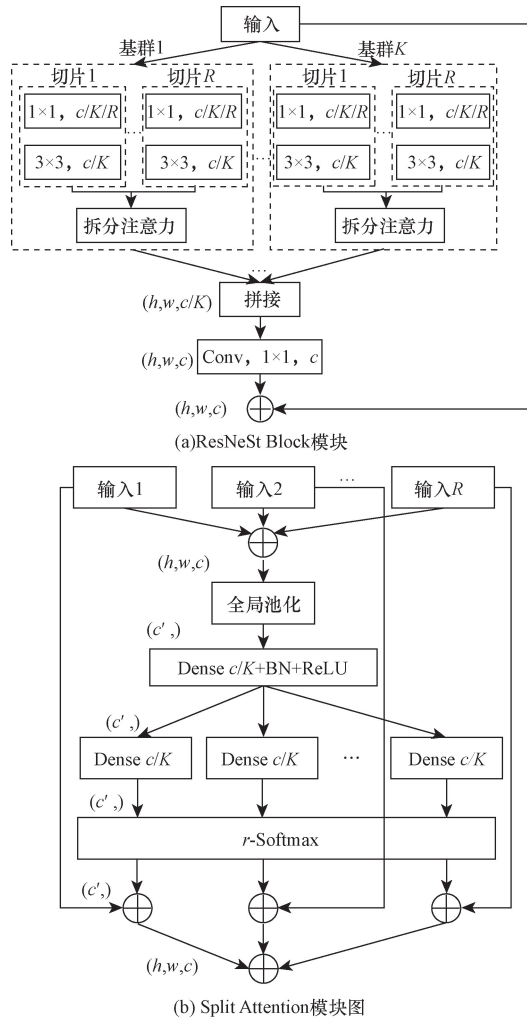 输入
基群1 基群K
切片1 切片R 切片1 切片R
1×1, c/K/R 1×1, c/K/R 1×1, c/K/R 1×1, c/K/R
... ...
3×3, c/K 3×3, c/K ... 3×3, c/K 3×3, c/K
拆分注意力 拆分注意力
...
(h,w,c/K) 拼接
(h,w,c) Conv, 1×1, c
(h,w,c)
(a)ResNeSt Block模块
输入1 输入2 ... 输入R
(h,w,c)
全局池化
(c′ ,)
Dense c/K+BN+ReLU
(c′ ,)
Dense c/K Dense c/K ... Dense c/K
(c′ ,)
r-Softmax
(c′,)
(h,w,c)
(b) Split Attention模块图